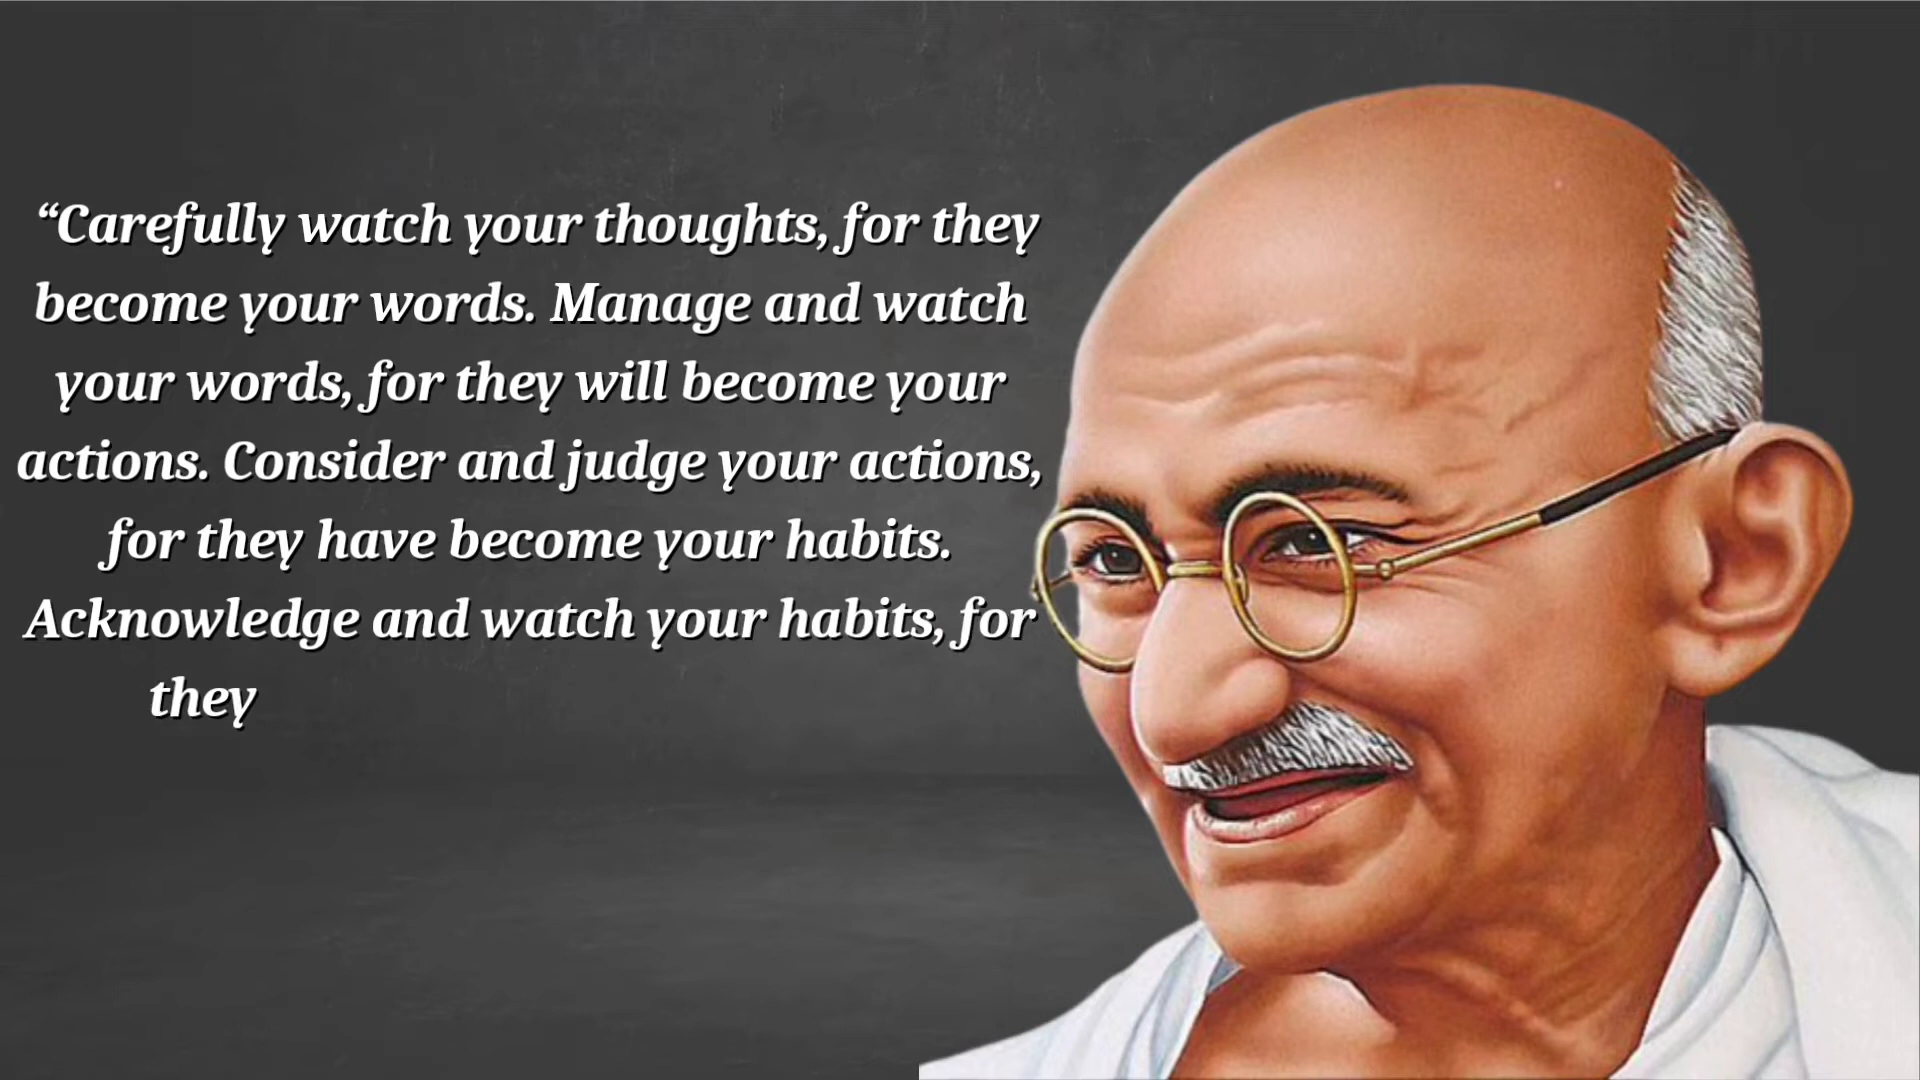 “Carefully watch your thoughts, for they
become your words. Manage and watch
your words, for they will become your
actions. Consider and judge your actions,
for they have become your habits.
Acknowledge and watch your habits, for
they